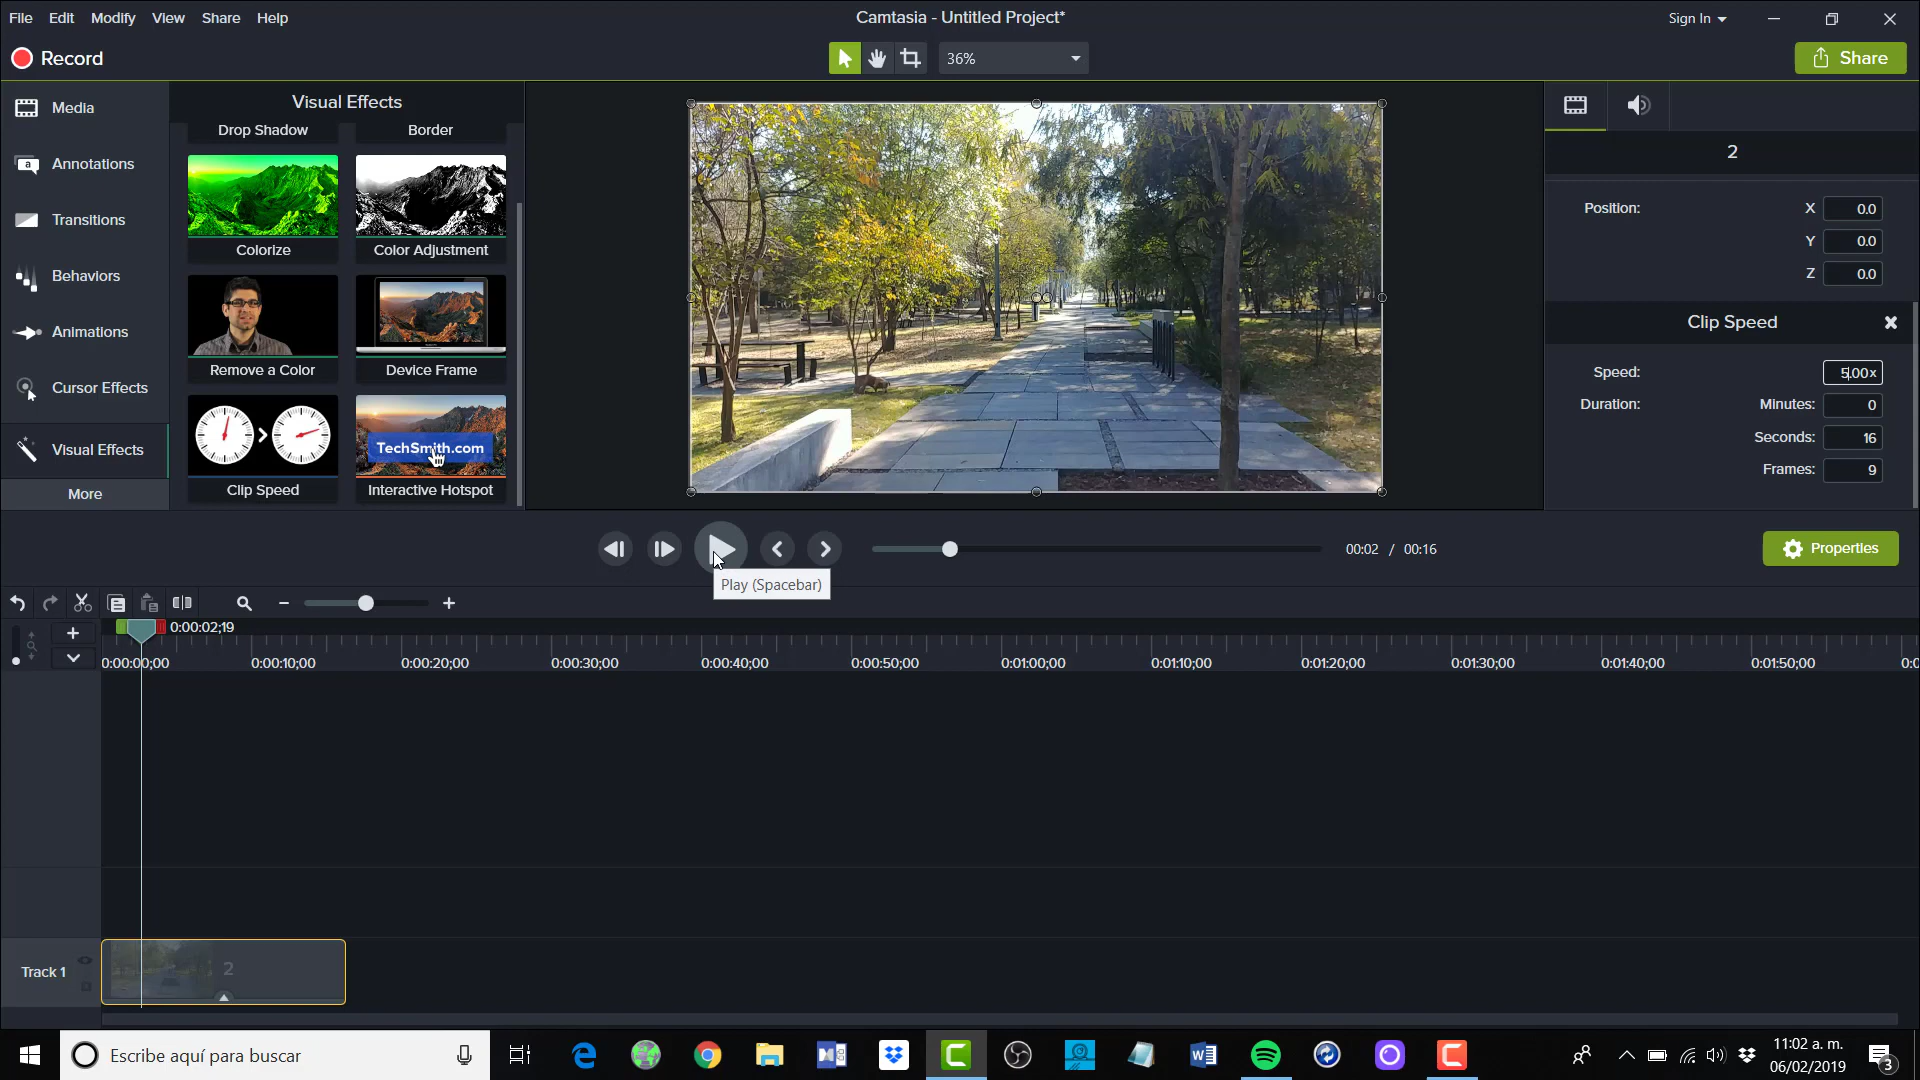 File Edit Modify View Share Help
Camtasia - Untitled Project*
Sign In
Record
36%
Share
Media
Annotations
Transitions
Behaviors
Animations
Cursor Effects
Visual Effects
More
Visual Effects
Drop Shadow Border
Colorize Color Adjustment
Remove a Color Device Frame
TechSmith.com
Clip Speed Interactive Hotspot
2
Position: X 0.0
Y 0.0
Z 0.0
Clip Speed
Speed: 5.00x
Duration: Minutes: 0
Seconds: 16
Frames: 9
00:02 / 00:16
Properties
Play (Spacebar)
0:00:02;19
0:00:00;00 0:00:10;00 0:00:20;00 0:00:30;00 0:00:40;00 0:00:50;00 0:01:00;00 0:01:10;00 0:01:20;00 0:01:30;00 0:01:40;00 0:01:50;00 0:0
Track 1
2
Escribe aquí para buscar
11:02 a. m.
06/02/2019
3